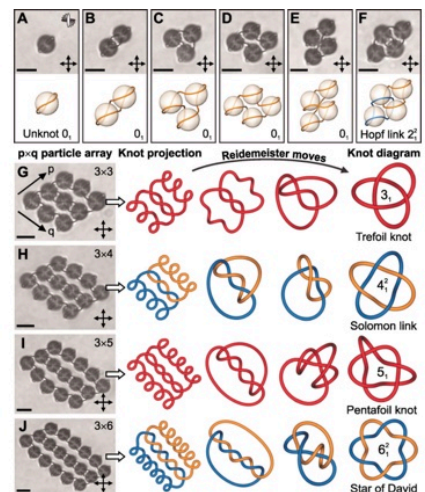 A B C D E F
Unknot 0₁ 0₁ 0₁ 0₁ 0₁ Hopf link 2²₁
p×q particle array Knot projection Reidemeister moves Knot diagram
G p q 3×3 3₁
Trefoil knot
H 3×4 4²₁
Solomon link
I 3×5 5₁
Pentafoil knot
J 3×6 6²₁
Star of David